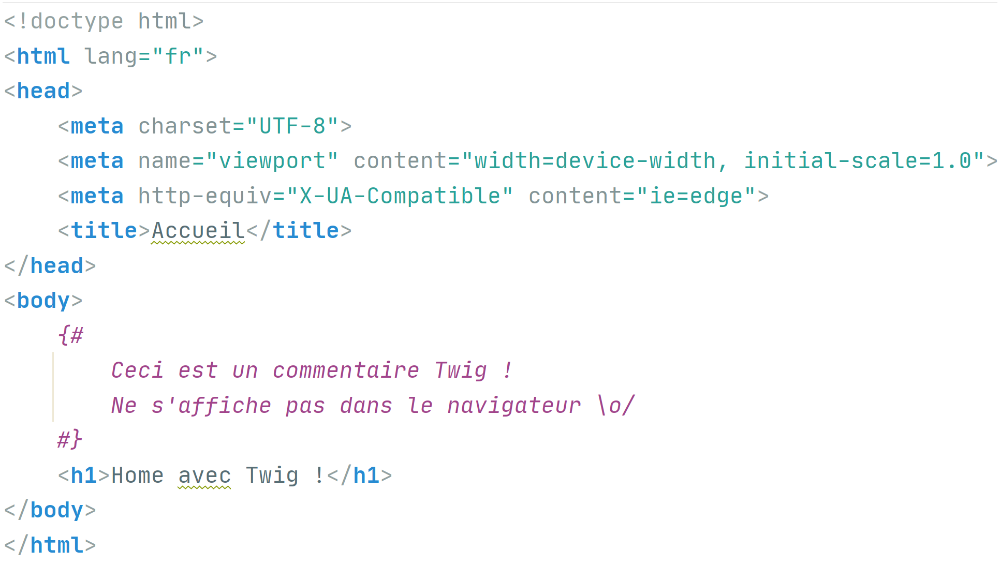 <!doctype html>
<html lang="fr">
<head>
    <meta charset="UTF-8">
    <meta name="viewport" content="width=device-width, initial-scale=1.0">
    <meta http-equiv="X-UA-Compatible" content="ie=edge">
    <title>Accueil</title>
</head>
<body>
    {#
        Ceci est un commentaire Twig !
        Ne s'affiche pas dans le navigateur \o/
    #}
    <h1>Home avec Twig !</h1>
</body>
</html>